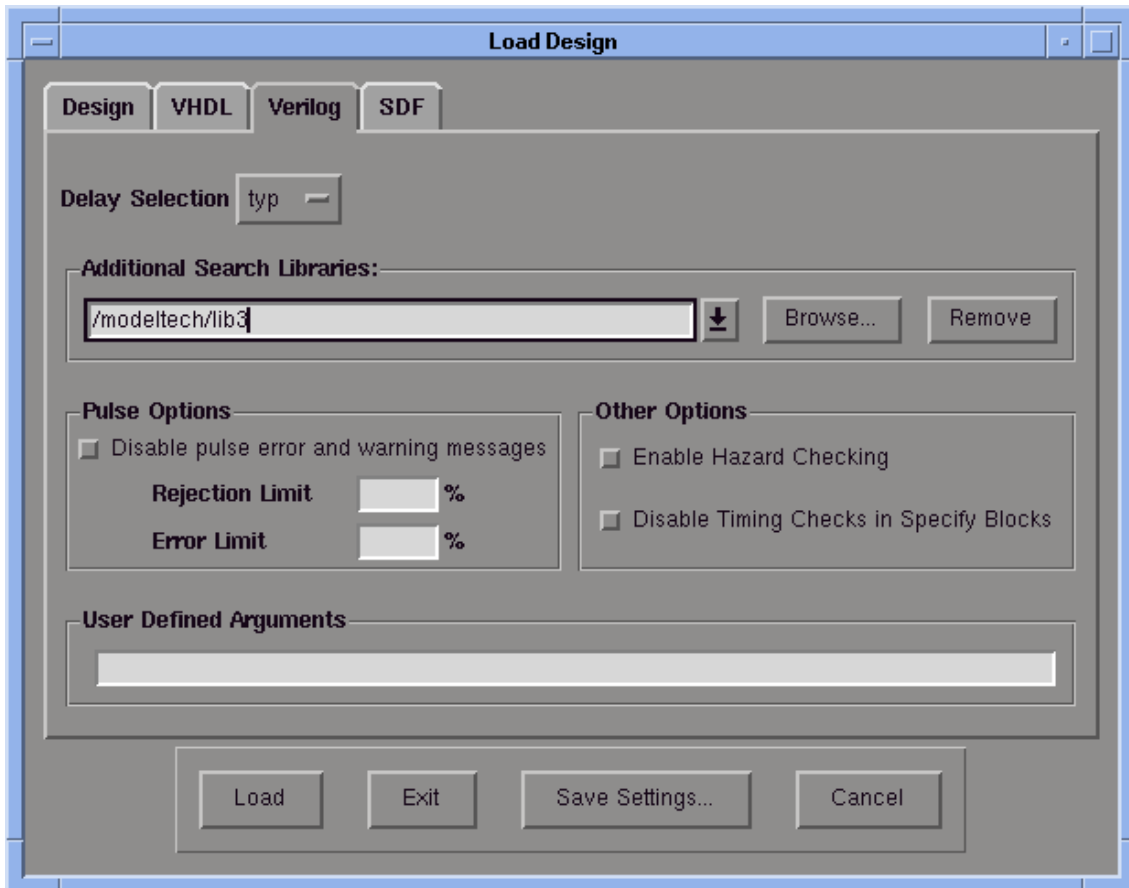 Load Design
Design VHDL Verilog SDF
Delay Selection typ
Additional Search Libraries:
/modeltech/lib3 Browse... Remove
Pulse Options
Disable pulse error and warning messages
Rejection Limit %
Error Limit %
Other Options
Enable Hazard Checking
Disable Timing Checks in Specify Blocks
User Defined Arguments
Load Exit Save Settings... Cancel